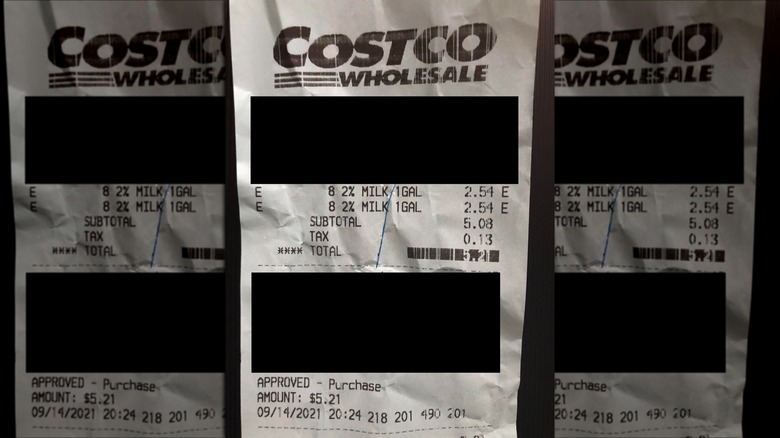 COSTCO
WHOLESALE
E 8 2% MILK 1GAL 2.54 E
E 8 2% MILK 1GAL 2.54 E
SUBTOTAL 5.08
TAX 0.13
**** TOTAL 5.21
APPROVED - Purchase
AMOUNT: $5.21
09/14/2021 20:24 218 201 490 201